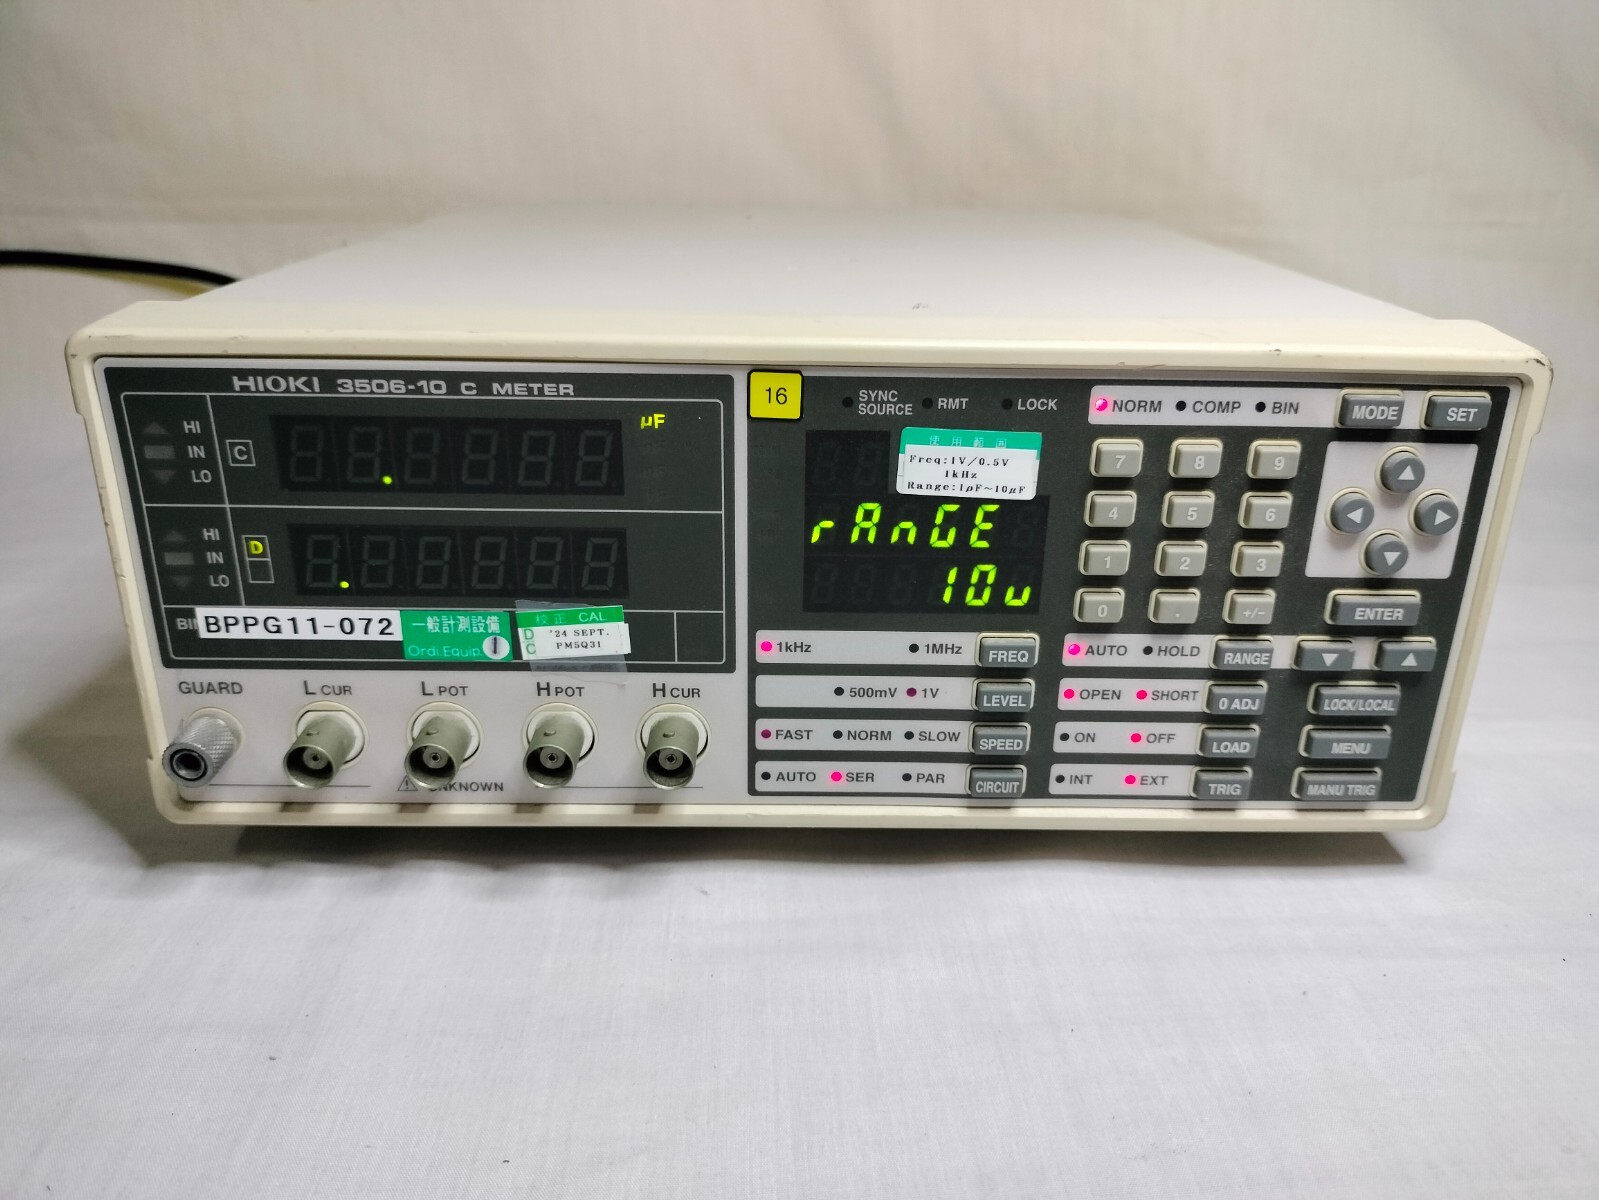 HIOKI 3506-10 C METER
HI
IN
LO
C
µF
HI
IN
LO
D
BPPG11-072
一般計測設備
Ordi.Equip. 1
校正 CAL
D
C
'24 SEPT.
PM5Q31
GUARD
L CUR
L POT
H POT
H CUR
16
SYNC SOURCE
RMT
LOCK
使用範囲
Freq:1V/0.5V
1kHz
Range:1pF~10µF
rAnGE
10u
NORM
COMP
BIN
MODE
SET
7 8 9
4 5 6
1 2 3
0 . +/-
ENTER
1kHz
1MHz
FREQ
500mV
1V
LEVEL
FAST
NORM
SLOW
SPEED
AUTO
SER
PAR
CIRCUIT
AUTO
HOLD
RANGE
OPEN
SHORT
0 ADJ
LOCK/LOCAL
ON
OFF
LOAD
MENU
INT
EXT
TRIG
MANU TRIG